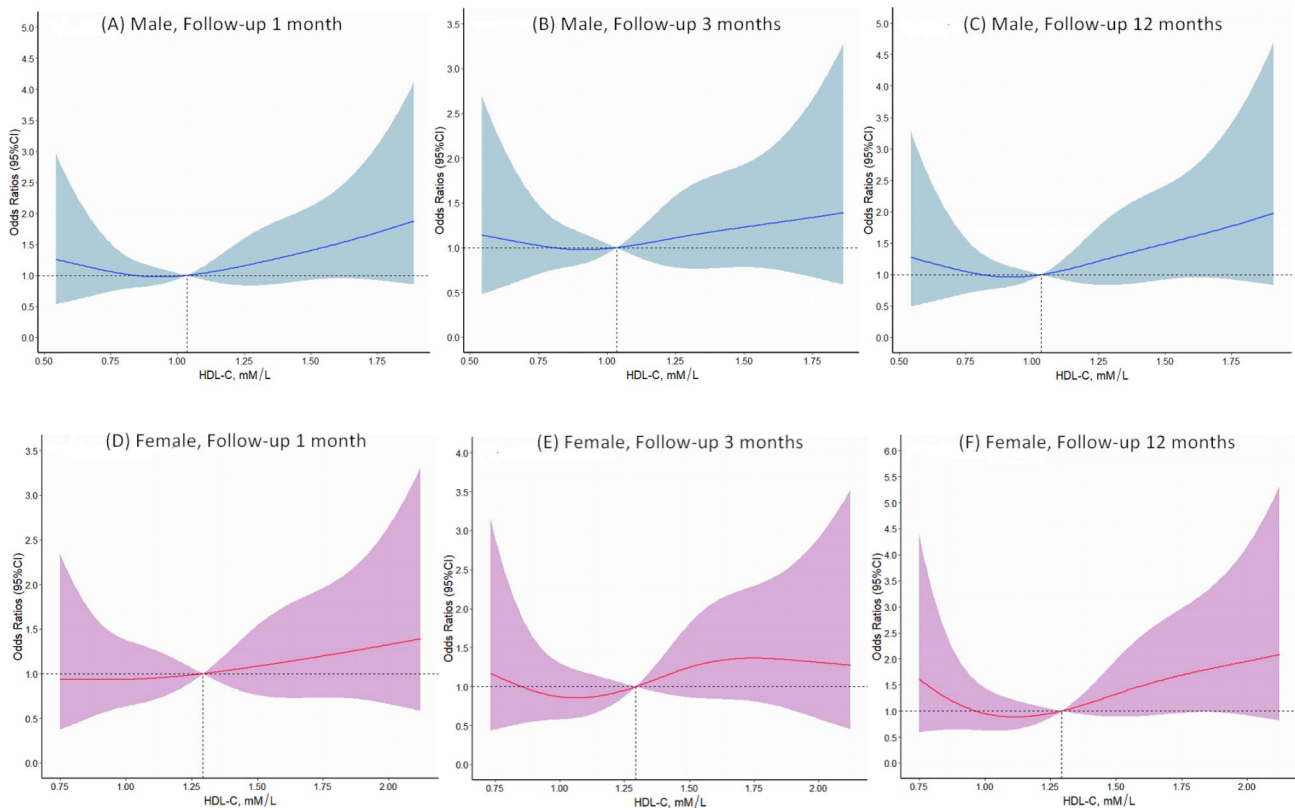 (A) Male, Follow-up 1 month
5.0
4.5
4.0
3.5
3.0
2.5
2.0
1.5
1.0
0.5
0.0
Odds Ratios (95%CI)
0.50 0.75 1.00 1.25 1.50 1.75
HDL-C, mM/L
(B) Male, Follow-up 3 months
3.5
3.0
2.5
2.0
1.5
1.0
0.5
0.0
Odds Ratios (95%CI)
0.50 0.75 1.00 1.25 1.50 1.75
HDL-C, mM/L
(C) Male, Follow-up 12 months
5.0
4.5
4.0
3.5
3.0
2.5
2.0
1.5
1.0
0.5
0.0
Odds Ratios (95%CI)
0.50 0.75 1.00 1.25 1.50 1.75
HDL-C, mM/L
(D) Female, Follow-up 1 month
3.5
3.0
2.5
2.0
1.5
1.0
0.5
0.0
Odds Ratios (95%CI)
0.75 1.00 1.25 1.50 1.75 2.00
HDL-C, mM/L
(E) Female, Follow-up 3 months
4.0
3.5
3.0
2.5
2.0
1.5
1.0
0.5
0.0
Odds Ratios (95%CI)
0.75 1.00 1.25 1.50 1.75 2.00
HDL-C, mM/L
(F) Female, Follow-up 12 months
6.0
5.5
5.0
4.5
4.0
3.5
3.0
2.5
2.0
1.5
1.0
0.5
0.0
Odds Ratios (95%CI)
0.75 1.00 1.25 1.50 1.75 2.00
HDL-C, mM/L